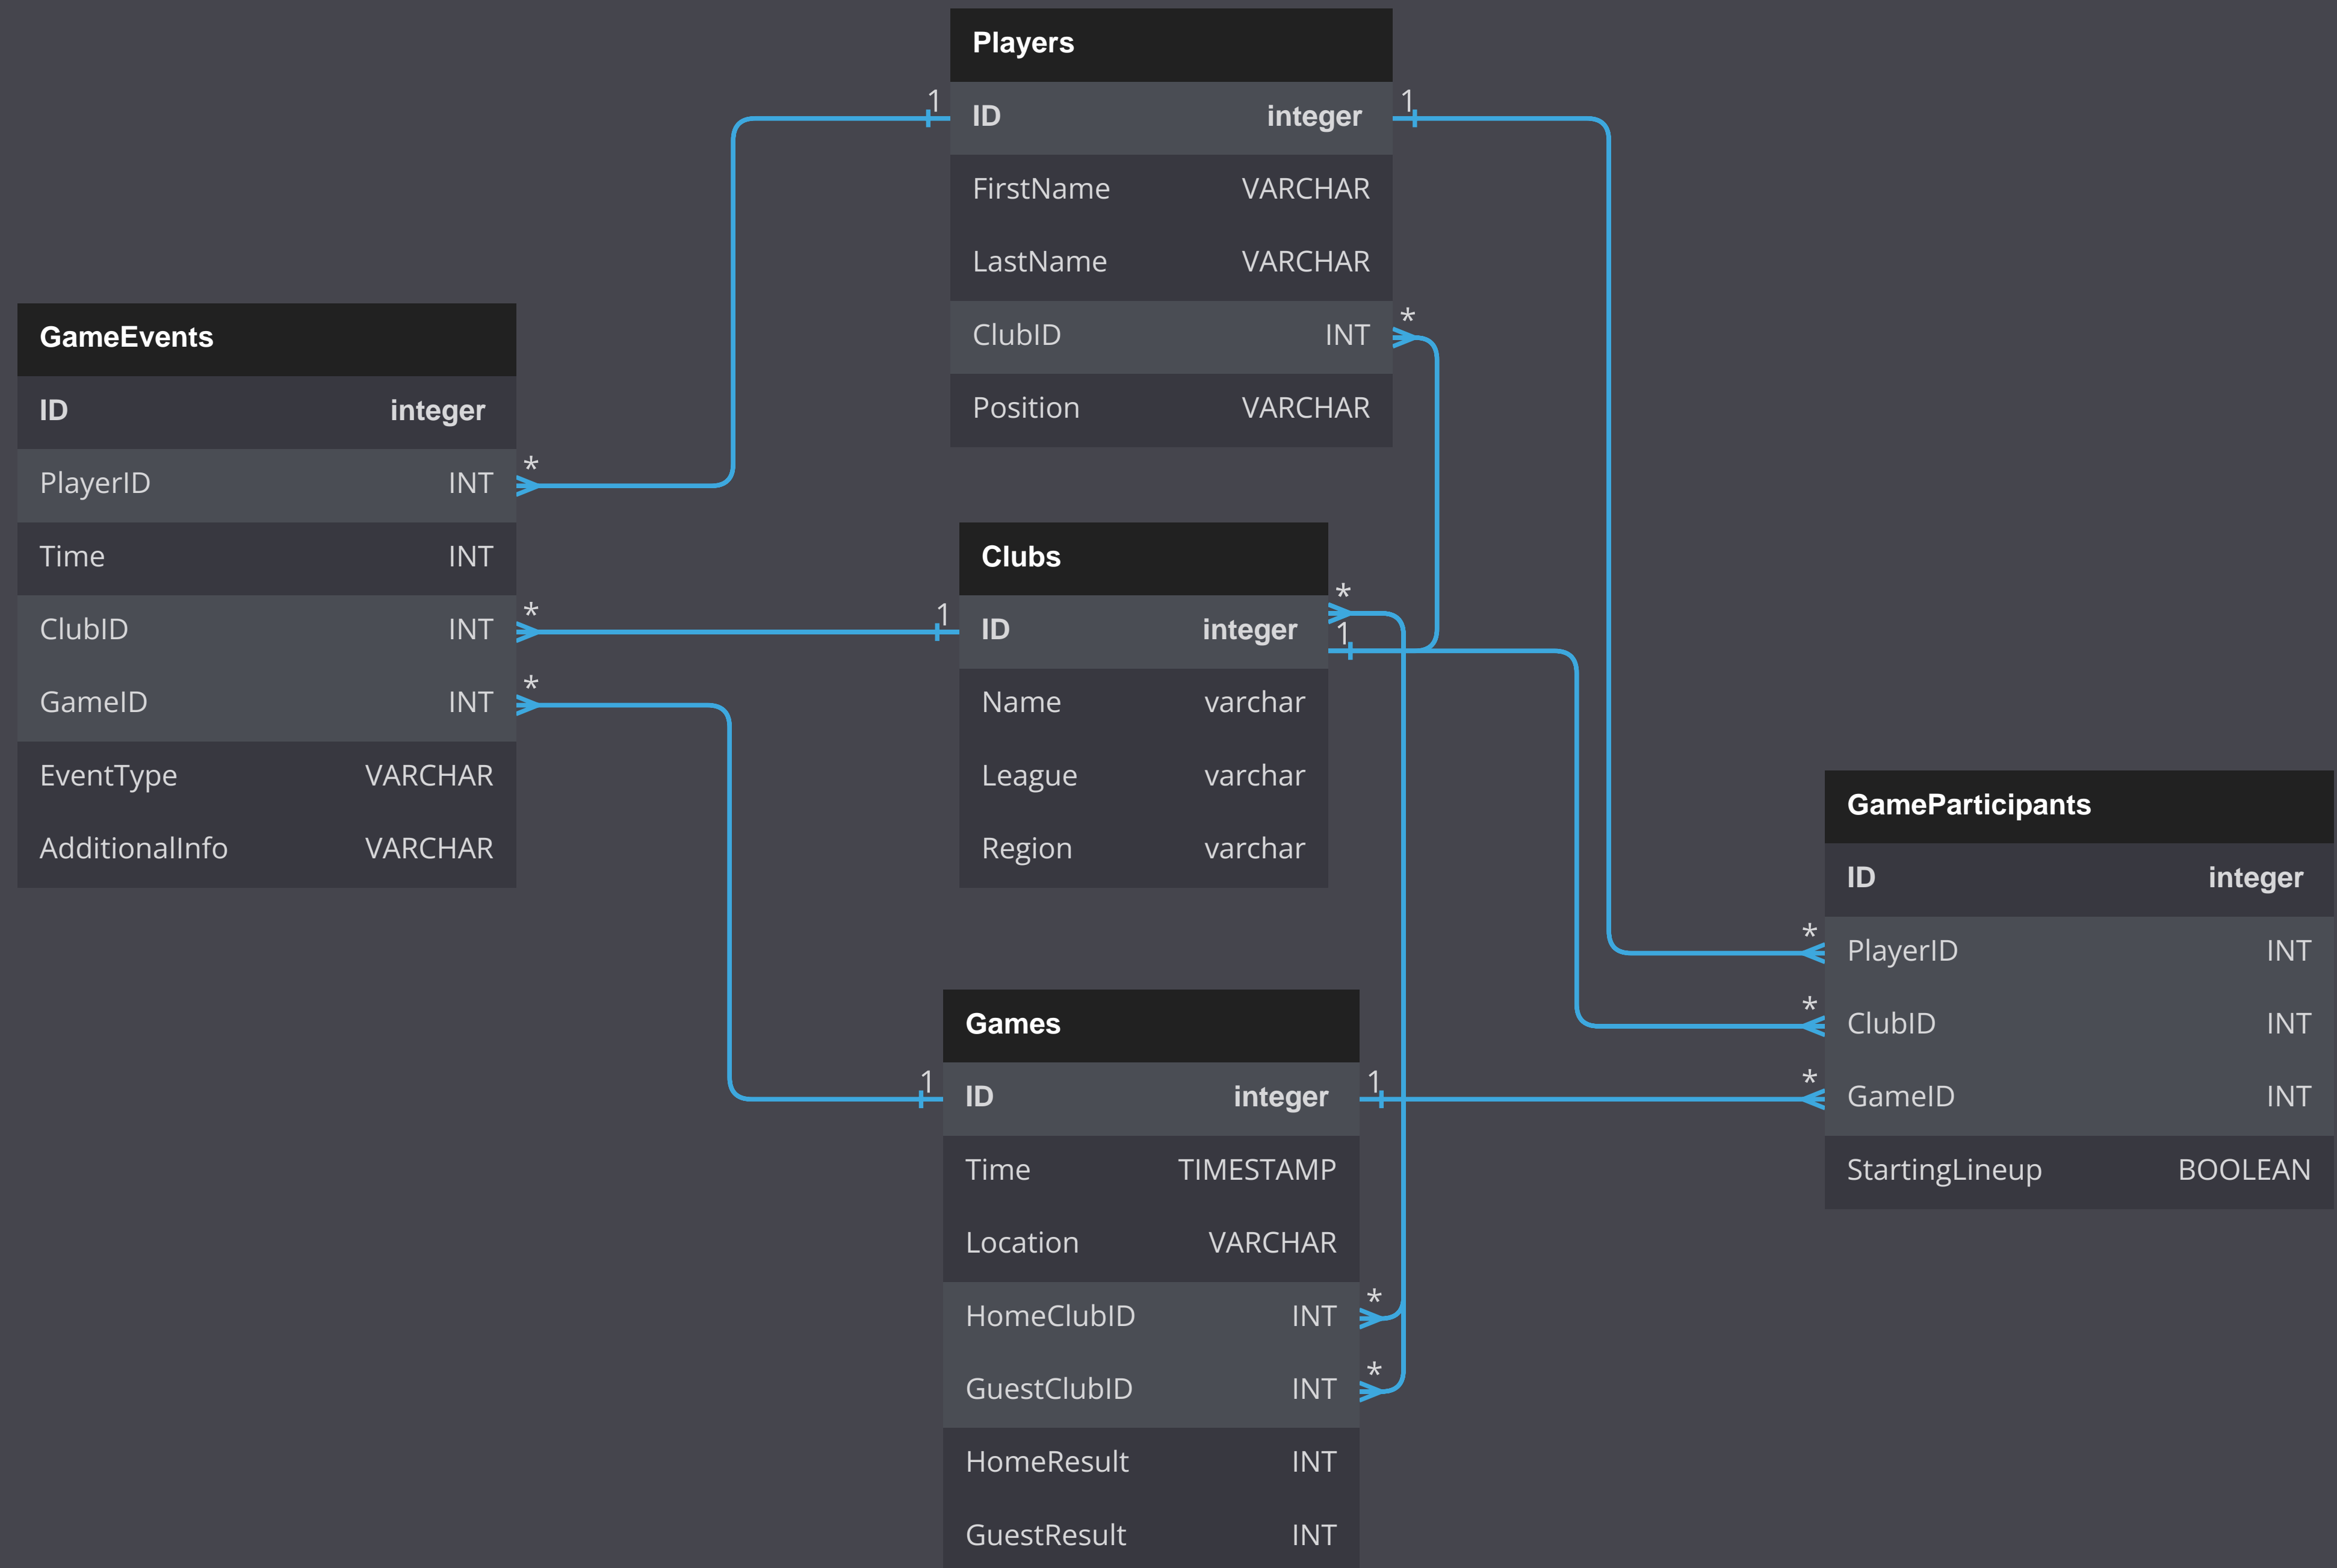 Players
1 ID integer 1
FirstName VARCHAR
LastName VARCHAR
ClubID INT *
Position VARCHAR
GameEvents
ID integer
PlayerID INT *
Time INT
ClubID INT *
GameID INT *
EventType VARCHAR
AdditionalInfo VARCHAR
Clubs
*
1 ID integer 1
Name varchar
League varchar
Region varchar
Games
1 ID integer 1
Time TIMESTAMP
Location VARCHAR
HomeClubID INT *
GuestClubID INT *
HomeResult INT
GuestResult INT
GameParticipants
ID integer
* PlayerID INT
* ClubID INT
* GameID INT
StartingLineup BOOLEAN